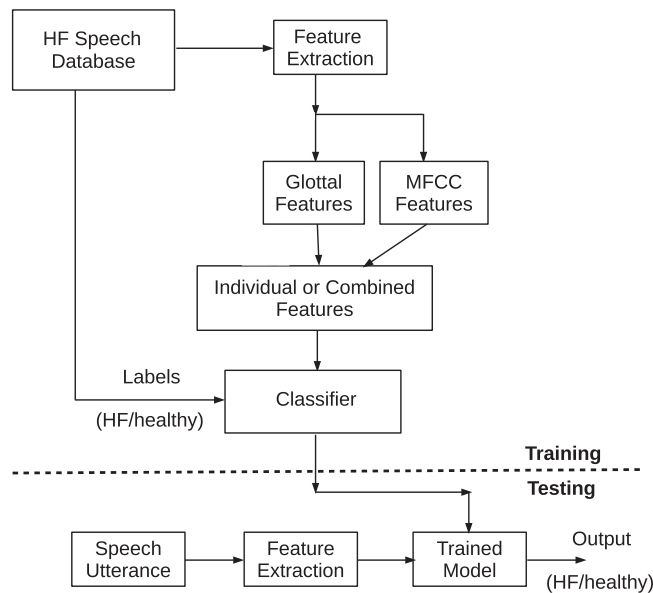 HF Speech
Database
Feature
Extraction
Glottal
Features
MFCC
Features
Individual or Combined
Features
Labels
(HF/healthy)
Classifier
Training
Testing
Speech
Utterance
Feature
Extraction
Trained
Model
Output
(HF/healthy)